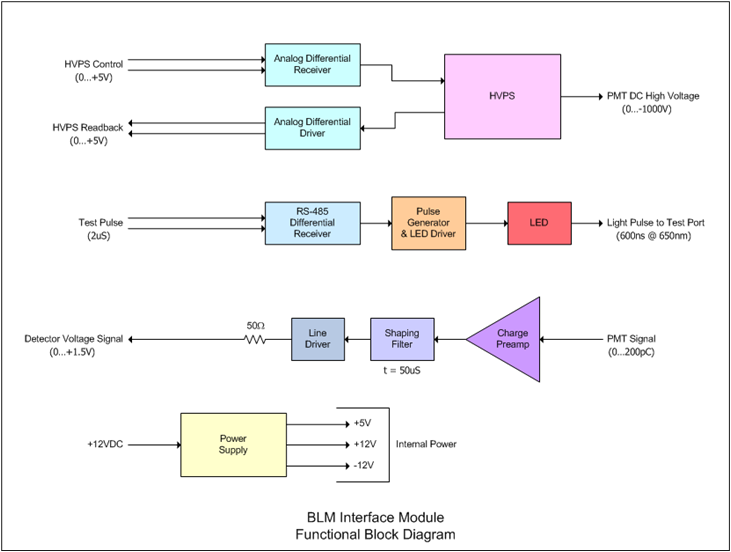 HVPS Control
(0...+5V)
Analog Differential
Receiver
HVPS
PMT DC High Voltage
(0...-1000V)
HVPS Readback
(0...+5V)
Analog Differential
Driver
Test Pulse
(2uS)
RS-485
Differential
Receiver
Pulse
Generator
& LED Driver
LED
Light Pulse to Test Port
(600ns @ 650nm)
Detector Voltage Signal
(0...+1.5V)
50Ω
Line
Driver
Shaping
Filter
t = 50uS
Charge
Preamp
PMT Signal
(0...200pC)
+12VDC
Power
Supply
+5V
+12V
-12V
Internal Power
BLM Interface Module
Functional Block Diagram